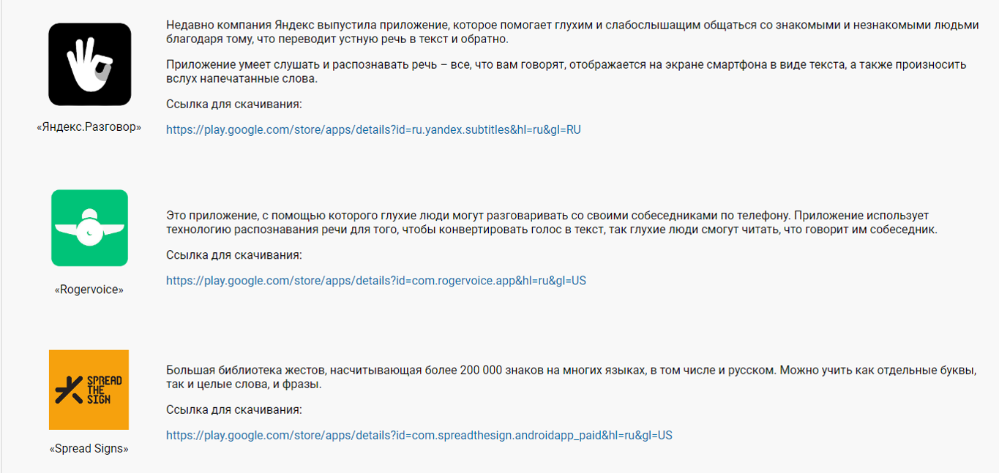 Недавно компания Яндекс выпустила приложение, которое помогает глухим и слабослышащим общаться со знакомыми и незнакомыми людьми
благодаря тому, что переводит устную речь в текст и обратно.
Приложение умеет слушать и распознавать речь – все, что вам говорят, отображается на экране смартфона в виде текста, а также произносить
вслух напечатанные слова.
Ссылка для скачивания:
«Яндекс.Разговор»
https://play.google.com/store/apps/details?id=ru.yandex.subtitles&hl=ru&gl=RU
Это приложение, с помощью которого глухие люди могут разговаривать со своими собеседниками по телефону. Приложение использует
технологию распознавания речи для того, чтобы конвертировать голос в текст, так глухие люди смогут читать, что говорит им собеседник.
Ссылка для скачивания:
https://play.google.com/store/apps/details?id=com.rogervoice.app&hl=ru&gl=US
«Rogervoice»
Большая библиотека жестов, насчитывающая более 200 000 знаков на многих языках, в том числе и русском. Можно учить как отдельные буквы,
так и целые слова, и фразы.
SPREAD
THE
SIGN
Ссылка для скачивания:
https://play.google.com/store/apps/details?id=com.spreadthesign.androidapp_paid&hl=ru&gl=US
«Spread Signs»